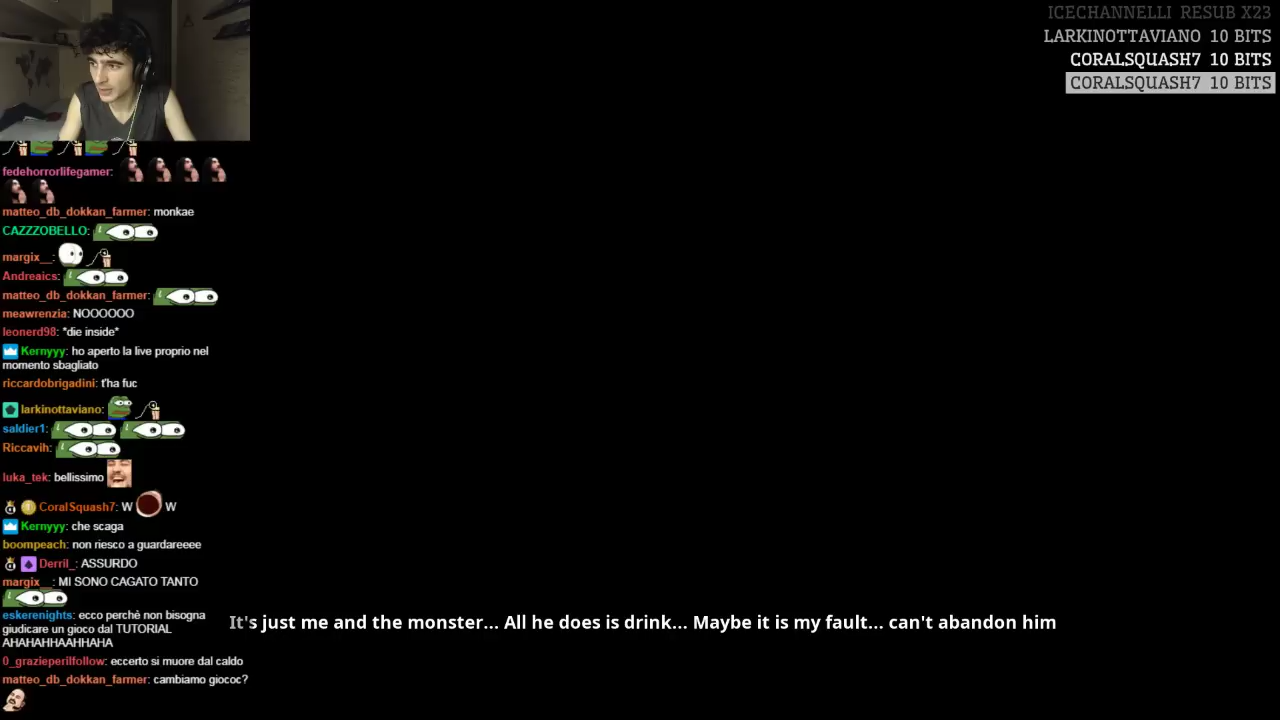 ICECHANNELLI RESUB X23
LARKINOTTAVIANO 10 BITS
CORALSQUASH7 10 BITS
CORALSQUASH7 10 BITS
fedehorrorlifegamer:
matteo_db_dokkan_farmer: monkae
CAZZZOBELLO:
margix__:
Andreaics:
matteo_db_dokkan_farmer:
meawrenzia: NOOOOOO
leonerd98: *die inside*
Kernyyy: ho aperto la live proprio nel
momento sbagliato
riccardobrigadini: t'ha fuc
larkinottaviano:
saldier1:
Riccavih:
luka_tek: bellissimo
CoralSquash7: W W
Kernyyy: che scaga
boompeach: non riesco a guardareeee
Derril_: ASSURDO
margix__: MI SONO CAGATO TANTO
eskerenights: ecco perchè non bisogna
giudicare un gioco dal TUTORIAL
AHAHAHHAAHHAHA
0_grazieperilfollow: eccerto si muore dal caldo
matteo_db_dokkan_farmer: cambiamo giococ?
It's just me and the monster... All he does is drink... Maybe it is my fault... can't abandon him